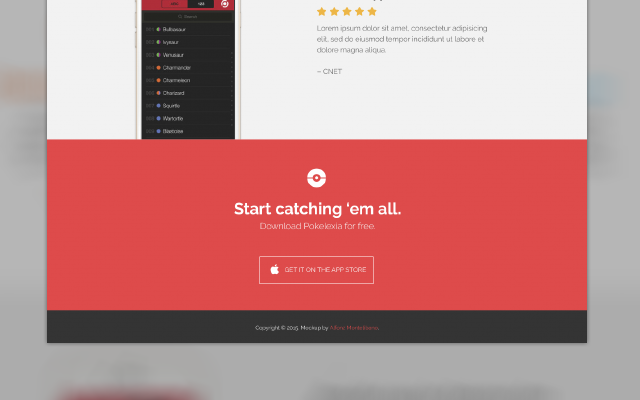 Search
001 Bulbasaur
002 Ivysaur
003 Venusaur
004 Charmander
005 Charmeleon
006 Charizard
007 Squirtle
008 Wartortle
009 Blastoise
Lorem ipsum dolor sit amet, consectetur adipisicing
elit, sed do eiusmod tempor incididunt ut labore et
dolore magna aliqua.
– CNET
Start catching 'em all.
Download Pokelexia for free.
GET IT ON THE APP STORE
Copyright © 2015. Mockup by